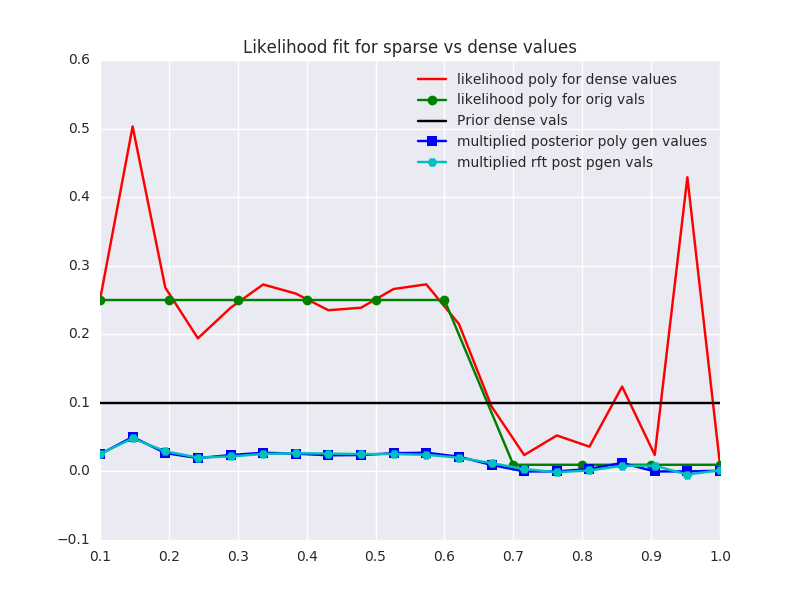 Likelihood fit for sparse vs dense values
0.6
0.5
0.4
0.3
0.2
0.1
0.0
−0.1
likelihood poly for dense values
likelihood poly for orig vals
Prior dense vals
multiplied posterior poly gen values
multiplied rft post pgen vals
0.1 0.2 0.3 0.4 0.5 0.6 0.7 0.8 0.9 1.0